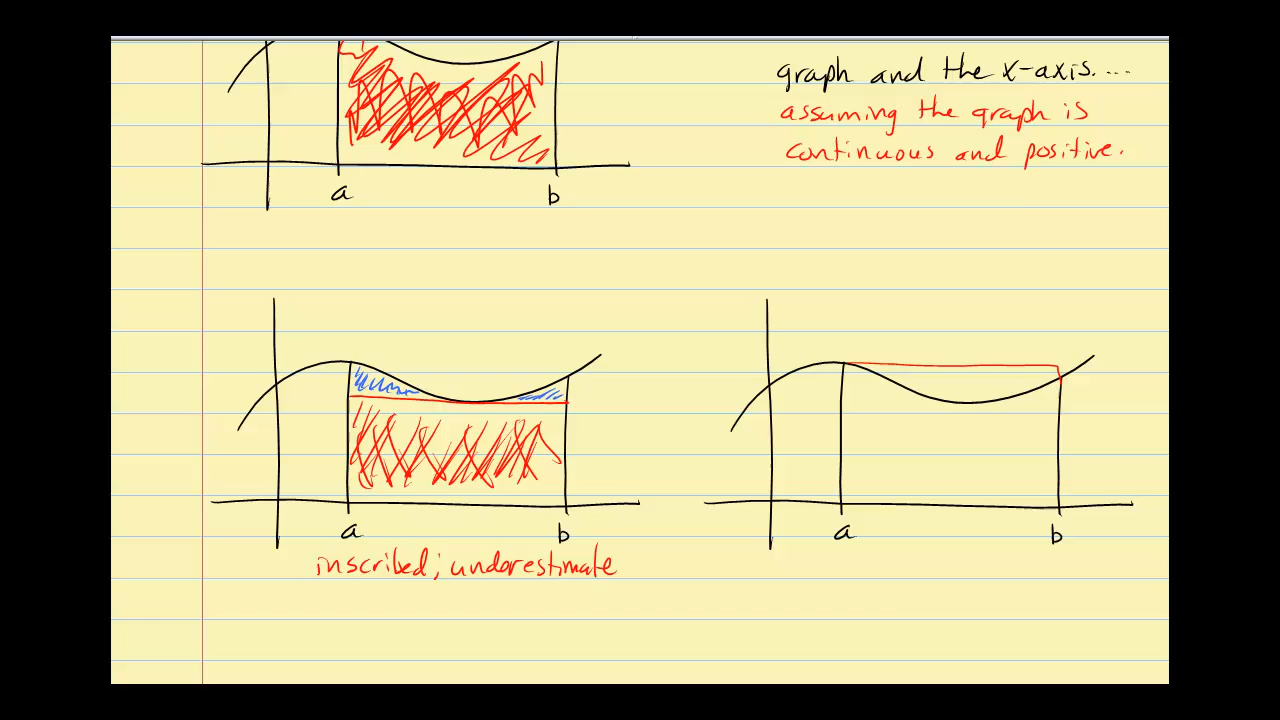 graph and the x-axis....
assuming the graph is
continuous and positive.
a
b
a
b
inscribed; underestimate
a
b